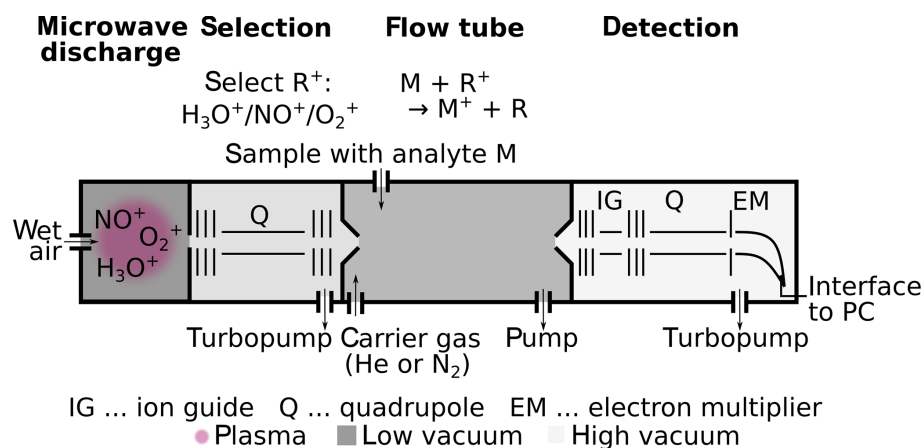 Microwave discharge
Selection
Flow tube
Detection
Select R⁺:
H₃O⁺/NO⁺/O₂⁺
M + R⁺
→ M⁺ + R
Sample with analyte M
Wet
air
NO⁺
O₂⁺
H₃O⁺
Q
IG
Q
EM
Interface
to PC
Turbopump
Carrier gas
(He or N₂)
Pump
Turbopump
IG ... ion guide Q ... quadrupole EM ... electron multiplier
Plasma Low vacuum High vacuum